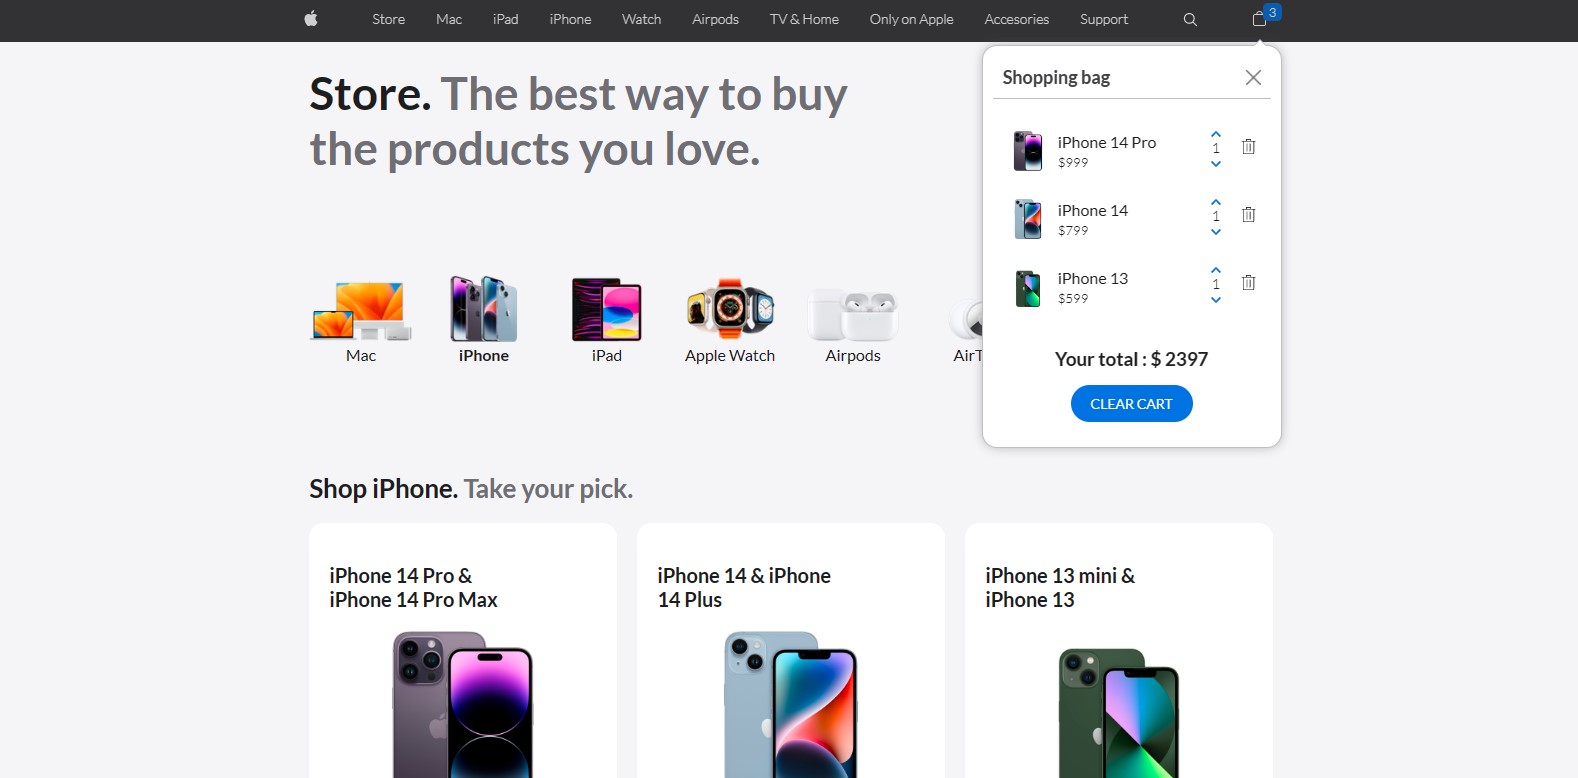 Store Mac iPad iPhone Watch Airpods TV & Home Only on Apple Accesories Support 3
Store. The best way to buy
the products you love.
Shopping bag
iPhone 14 Pro
$999
1
iPhone 14
$799
1
iPhone 13
$599
1
Your total : $ 2397
CLEAR CART
Mac iPhone iPad Apple Watch Airpods AirT
Shop iPhone. Take your pick.
iPhone 14 Pro &
iPhone 14 Pro Max
iPhone 14 & iPhone
14 Plus
iPhone 13 mini &
iPhone 13